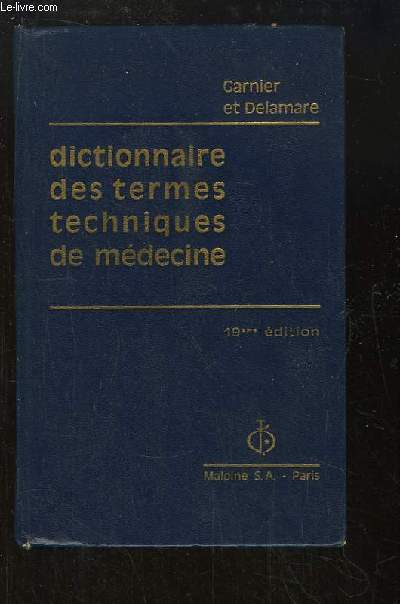 Le-livre.com
Garnier
et Delamare
dictionnaire
des termes
techniques
de médecine
19ème édition
Maloine S.A. - Paris